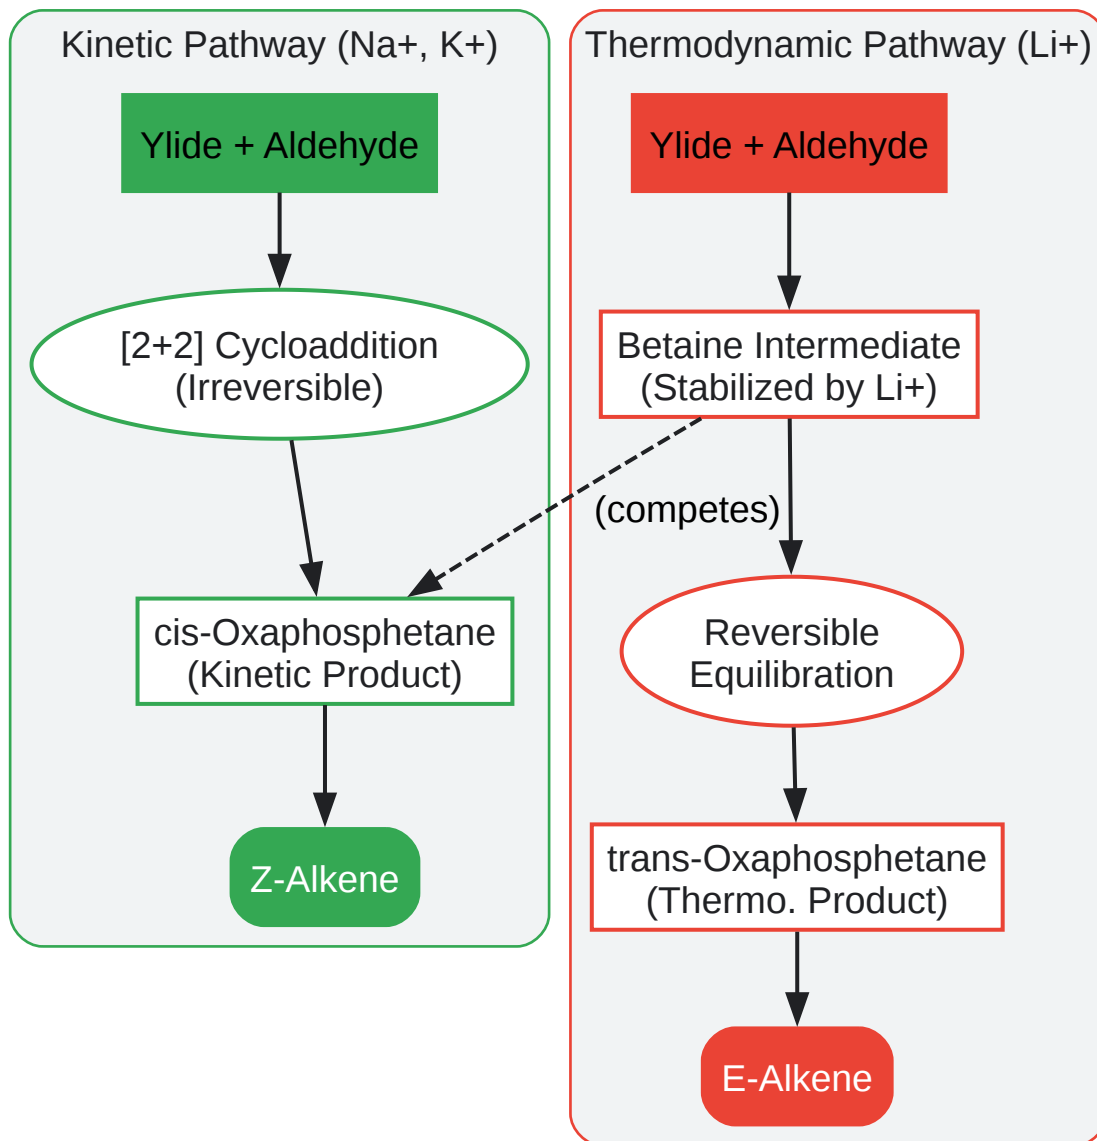 Kinetic Pathway (Na+, K+)
Ylide + Aldehyde
[2+2] Cycloaddition
(Irreversible)
cis-Oxaphosphetane
(Kinetic Product)
Z-Alkene
Thermodynamic Pathway (Li+)
Ylide + Aldehyde
Betaine Intermediate
(Stabilized by Li+)
(competes)
Reversible
Equilibration
trans-Oxaphosphetane
(Thermo. Product)
E-Alkene